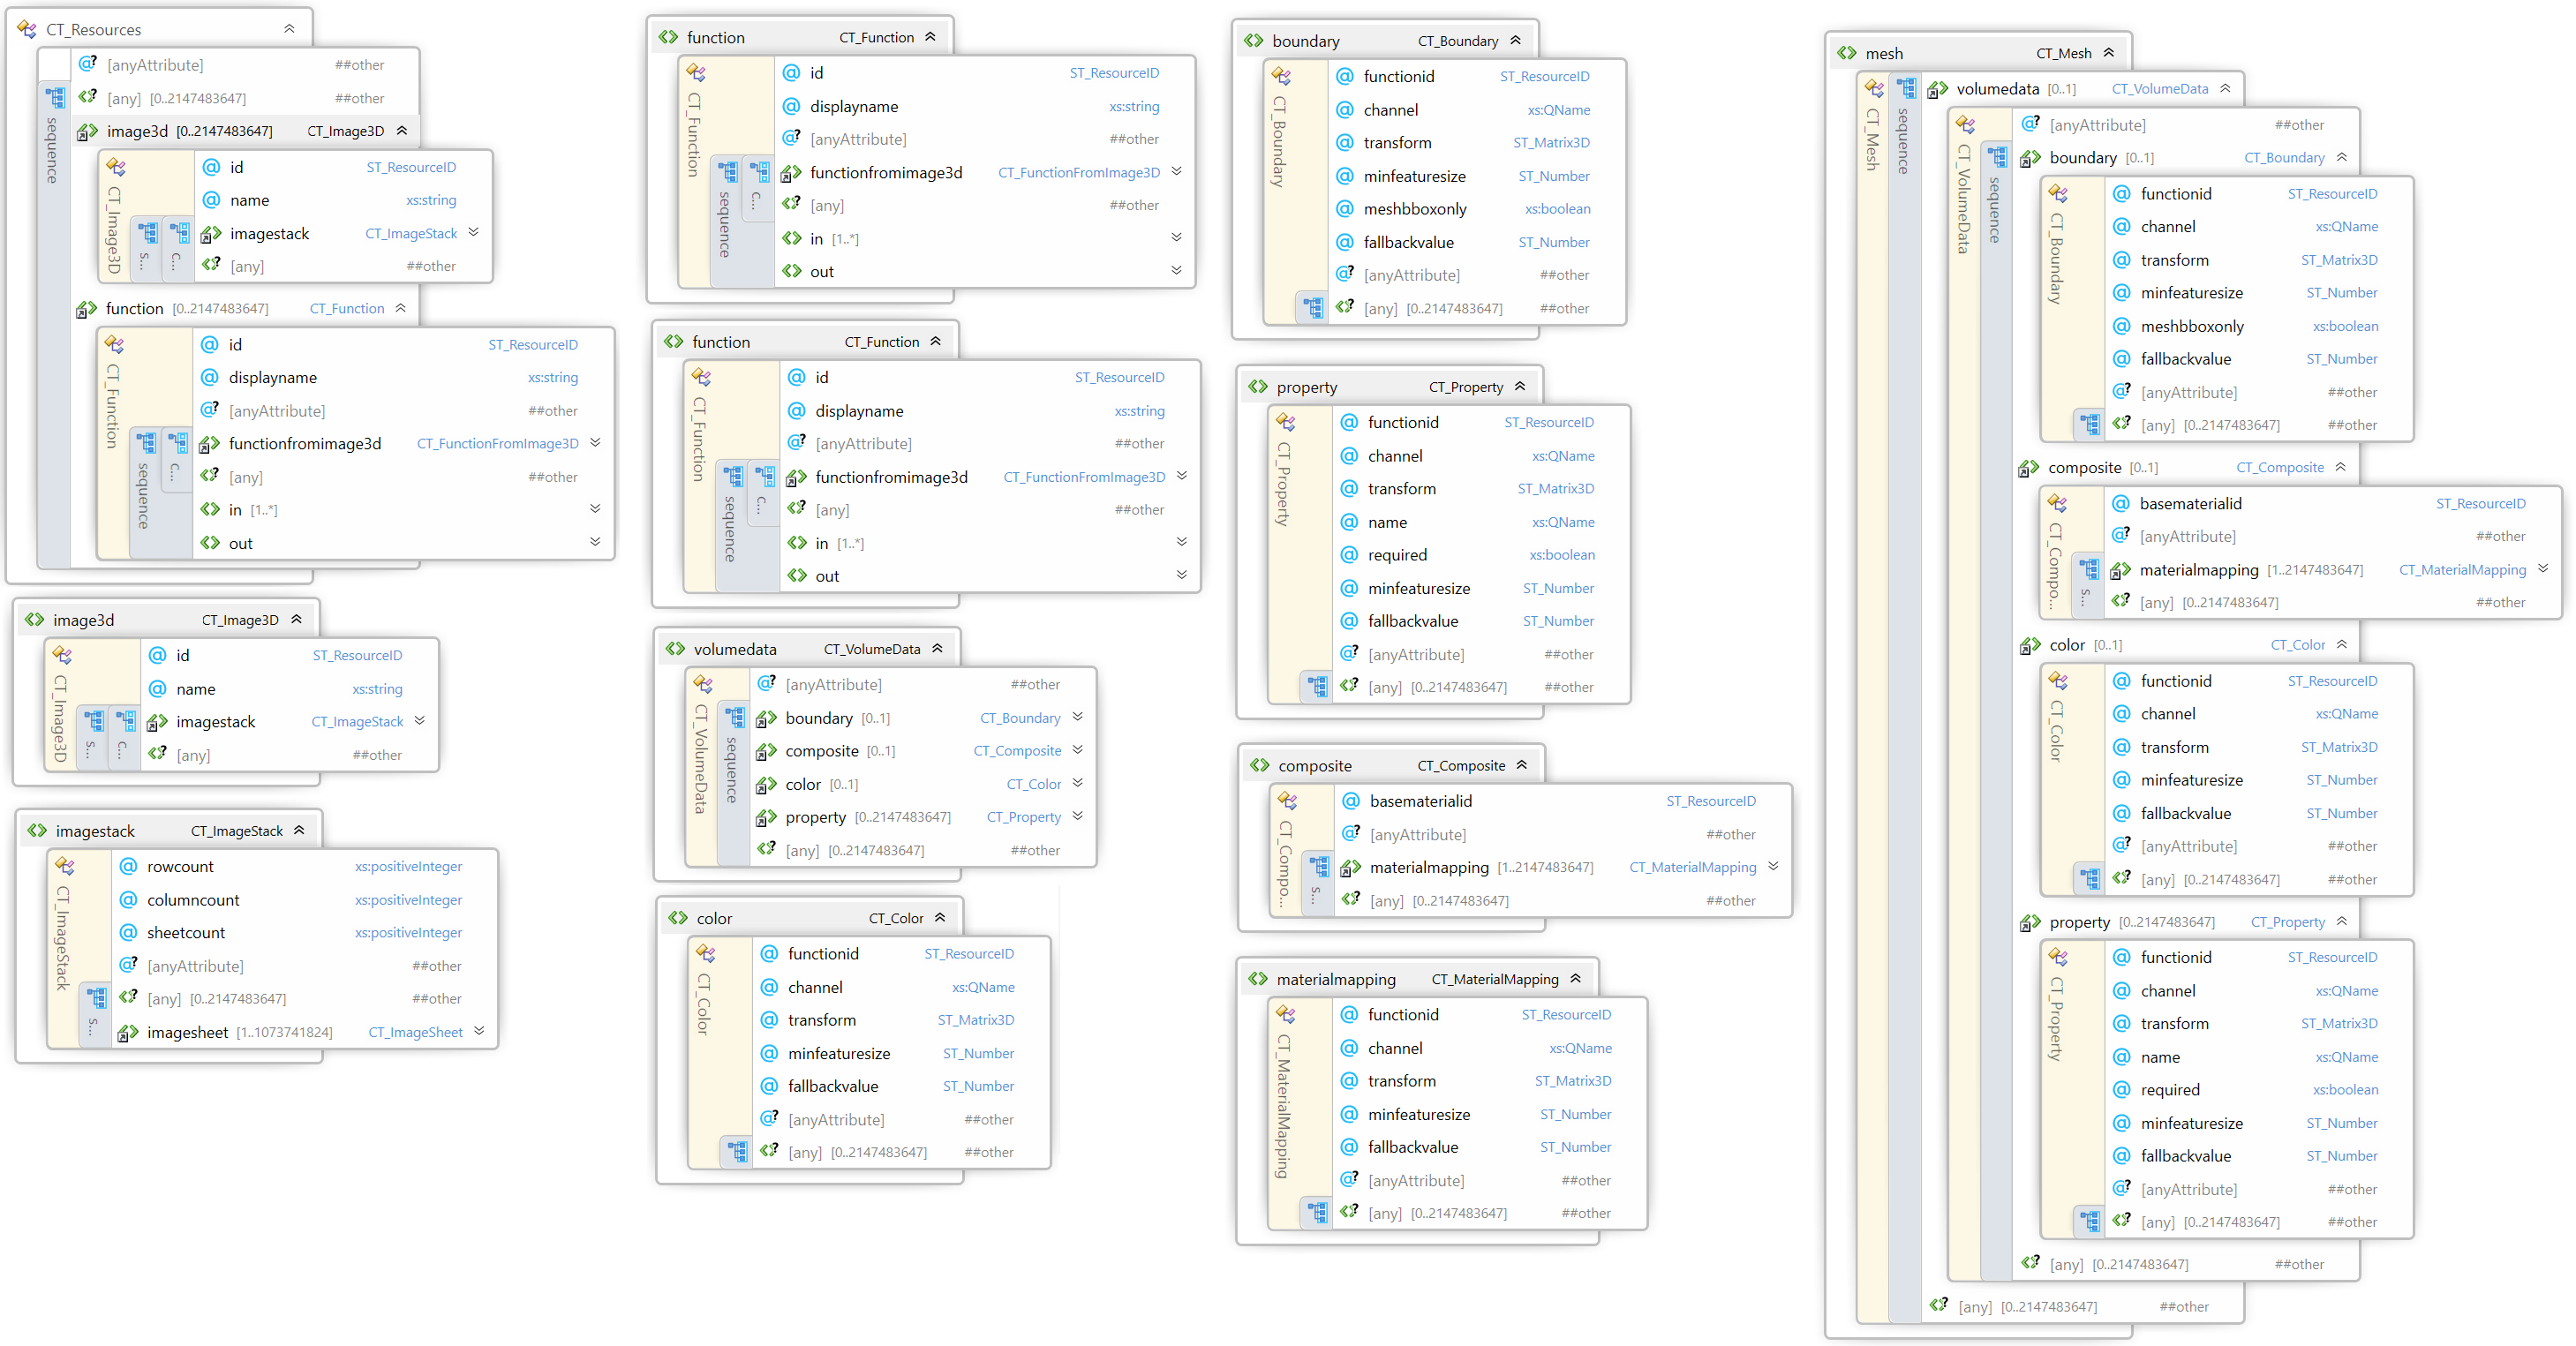 CT_Resources
[anyAttribute] ##other
[any] [0..2147483647] ##other
sequence
image3d [0..2147483647] CT_Image3D
CT_Image3D
id ST_ResourceID
name xs:string
s... C...
imagestack CT_ImageStack
[any] ##other
function [0..2147483647] CT_Function
CT_Function
id ST_ResourceID
displayname xs:string
[anyAttribute] ##other
sequence C...
functionfromimage3d CT_FunctionFromImage3D
[any] ##other
in [1..*]
out
image3d CT_Image3D
CT_Image3D
id ST_ResourceID
name xs:string
s... C...
imagestack CT_ImageStack
[any] ##other
imagestack CT_ImageStack
CT_ImageStack
rowcount xs:positiveInteger
columncount xs:positiveInteger
sheetcount xs:positiveInteger
[anyAttribute] ##other
s...
[any] [0..2147483647] ##other
imagesheet [1..1073741824] CT_ImageSheet
function CT_Function
CT_Function
id ST_ResourceID
displayname xs:string
[anyAttribute] ##other
sequence C...
functionfromimage3d CT_FunctionFromImage3D
[any] ##other
in [1..*]
out
function CT_Function
CT_Function
id ST_ResourceID
displayname xs:string
[anyAttribute] ##other
sequence C...
functionfromimage3d CT_FunctionFromImage3D
[any] ##other
in [1..*]
out
volumedata CT_VolumeData
CT_VolumeData
[anyAttribute] ##other
sequence
boundary [0..1] CT_Boundary
composite [0..1] CT_Composite
color [0..1] CT_Color
property [0..2147483647] CT_Property
[any] [0..2147483647] ##other
color CT_Color
CT_Color
functionid ST_ResourceID
channel xs:QName
transform ST_Matrix3D
minfeaturesize ST_Number
fallbackvalue ST_Number
[anyAttribute] ##other
[any] [0..2147483647] ##other
boundary CT_Boundary
CT_Boundary
functionid ST_ResourceID
channel xs:QName
transform ST_Matrix3D
minfeaturesize ST_Number
meshbboxonly xs:boolean
fallbackvalue ST_Number
[anyAttribute] ##other
[any] [0..2147483647] ##other
property CT_Property
CT_Property
functionid ST_ResourceID
channel xs:QName
transform ST_Matrix3D
name xs:QName
required xs:boolean
minfeaturesize ST_Number
fallbackvalue ST_Number
[anyAttribute] ##other
[any] [0..2147483647] ##other
composite CT_Composite
CT_Compo...
basematerialid ST_ResourceID
[anyAttribute] ##other
s...
materialmapping [1..2147483647] CT_MaterialMapping
[any] [0..2147483647] ##other
materialmapping CT_MaterialMapping
CT_MaterialMapping
functionid ST_ResourceID
channel xs:QName
transform ST_Matrix3D
minfeaturesize ST_Number
fallbackvalue ST_Number
[anyAttribute] ##other
[any] [0..2147483647] ##other
mesh CT_Mesh
CT_Mesh
sequence
volumedata [0..1] CT_VolumeData
CT_VolumeData
[anyAttribute] ##other
sequence
boundary [0..1] CT_Boundary
CT_Boundary
functionid ST_ResourceID
channel xs:QName
transform ST_Matrix3D
minfeaturesize ST_Number
meshbboxonly xs:boolean
fallbackvalue ST_Number
[anyAttribute] ##other
[any] [0..2147483647] ##other
composite [0..1] CT_Composite
CT_Compo...
basematerialid ST_ResourceID
[anyAttribute] ##other
s...
materialmapping [1..2147483647] CT_MaterialMapping
[any] [0..2147483647] ##other
color [0..1] CT_Color
CT_Color
functionid ST_ResourceID
channel xs:QName
transform ST_Matrix3D
minfeaturesize ST_Number
fallbackvalue ST_Number
[anyAttribute] ##other
[any] [0..2147483647] ##other
property [0..2147483647] CT_Property
CT_Property
functionid ST_ResourceID
channel xs:QName
transform ST_Matrix3D
name xs:QName
required xs:boolean
minfeaturesize ST_Number
fallbackvalue ST_Number
[anyAttribute] ##other
[any] [0..2147483647] ##other
[any] [0..2147483647] ##other
[any] [0..2147483647] ##other